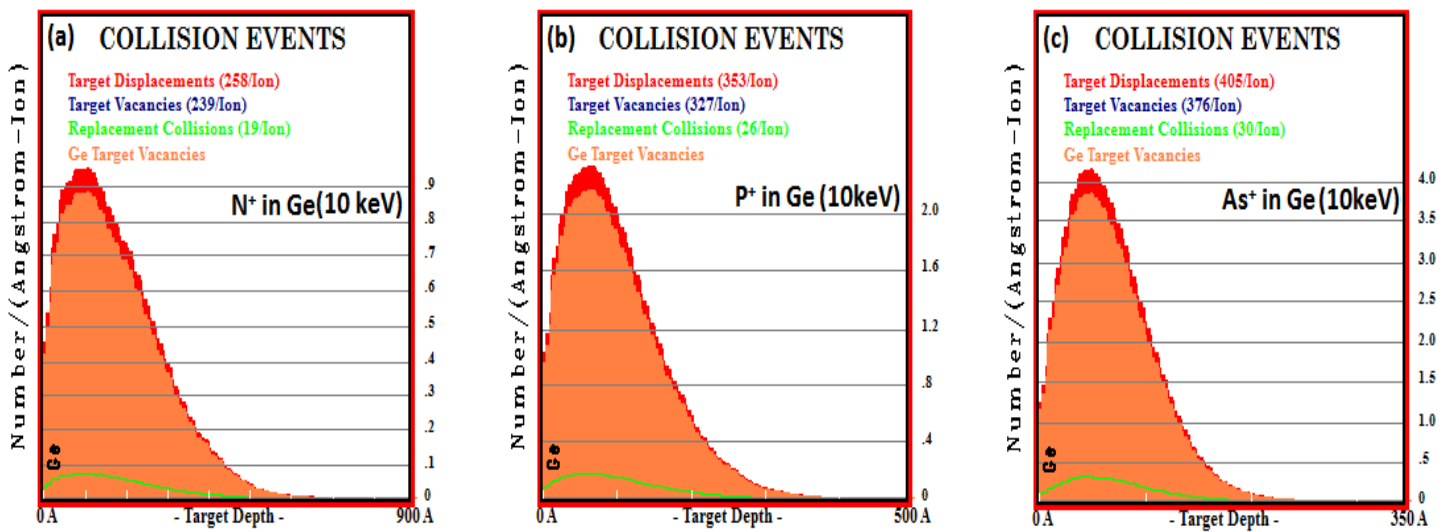 (a) COLLISION EVENTS
Target Displacements (258/Ion)
Target Vacancies (239/Ion)
Replacement Collisions (19/Ion)
Ge Target Vacancies
N⁺ in Ge(10 keV)
Number/(Angstrom-Ion)
.9
.8
.7
.6
.5
.4
.3
.2
.1
0
Ge
0 A - Target Depth - 900 A
(b) COLLISION EVENTS
Target Displacements (353/Ion)
Target Vacancies (327/Ion)
Replacement Collisions (26/Ion)
Ge Target Vacancies
P⁺ in Ge (10keV)
Number/(Angstrom-Ion)
2.0
1.6
1.2
.8
.4
0
Ge
0 A - Target Depth - 500 A
(c) COLLISION EVENTS
Target Displacements (405/Ion)
Target Vacancies (376/Ion)
Replacement Collisions (30/Ion)
Ge Target Vacancies
As⁺ in Ge (10keV)
Number/(Angstrom-Ion)
4.0
3.5
3.0
2.5
2.0
1.5
1.0
.5
0
Ge
0 A - Target Depth - 350 A